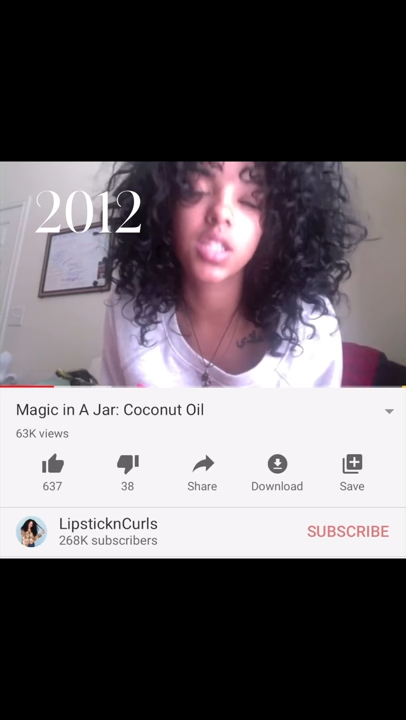 2012
Magic in A Jar: Coconut Oil
63K views
637
38
Share
Download
Save
LipsticknCurls
268K subscribers
SUBSCRIBE